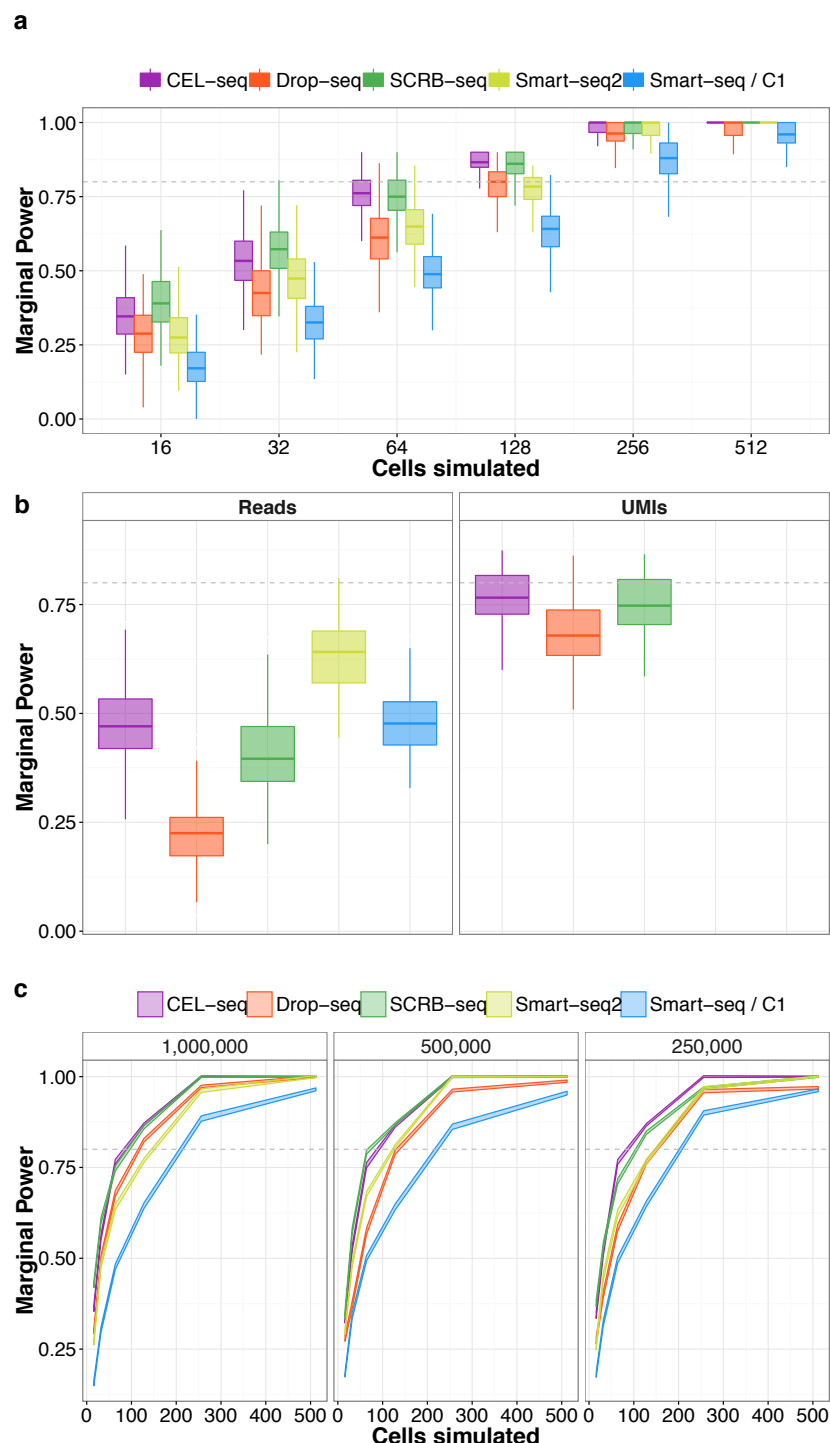 a
CEL−seq Drop−seq SCRB−seq Smart−seq2 Smart−seq / C1
1.00
0.75
0.50
0.25
0.00
Marginal Power
16 32 64 128 256 512
Cells simulated
b
Reads UMIs
0.75
0.50
0.25
0.00
Marginal Power
c
CEL−seq Drop−seq SCRB−seq Smart−seq2 Smart−seq / C1
1,000,000 500,000 250,000
1.00
0.75
0.50
0.25
Marginal Power
0 100 200 300 400 500 0 100 200 300 400 500 0 100 200 300 400 500
Cells simulated